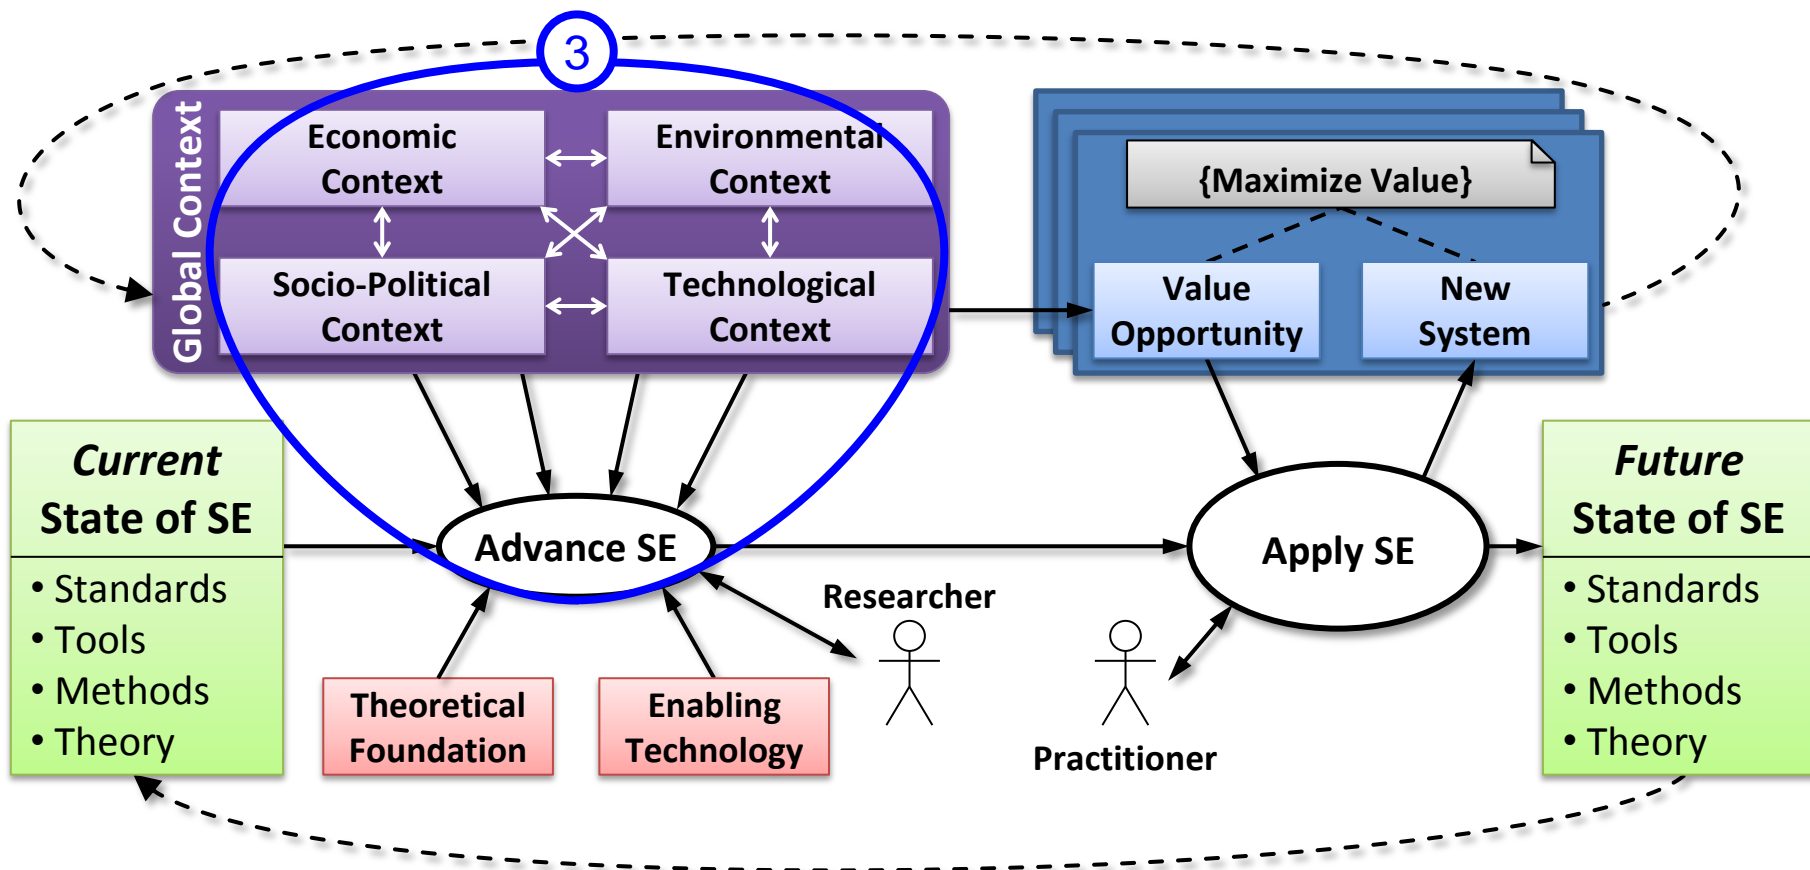 3
Global Context
Economic
Context
Environmental
Context
Socio-Political
Context
Technological
Context
{Maximize Value}
Value
Opportunity
New
System
Current
State of SE
• Standards
• Tools
• Methods
• Theory
Advance SE
Apply SE
Researcher
Practitioner
Theoretical
Foundation
Enabling
Technology
Future
State of SE
• Standards
• Tools
• Methods
• Theory